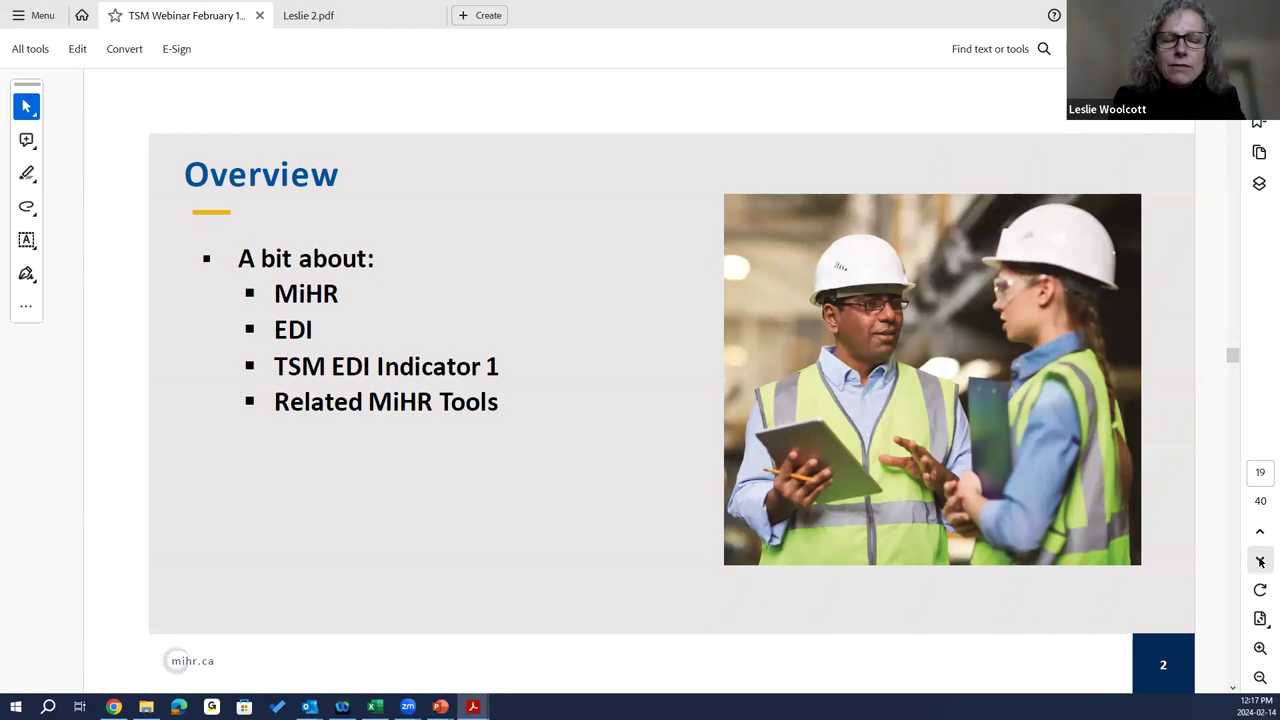 Menu
TSM Webinar February 1...
Leslie 2.pdf
Create
All tools
Edit
Convert
E-Sign
Find text or tools
Leslie Woolcott
Overview
A bit about:
MiHR
EDI
TSM EDI Indicator 1
Related MiHR Tools
19
40
mihr.ca
2
12:17 PM
2024-02-14